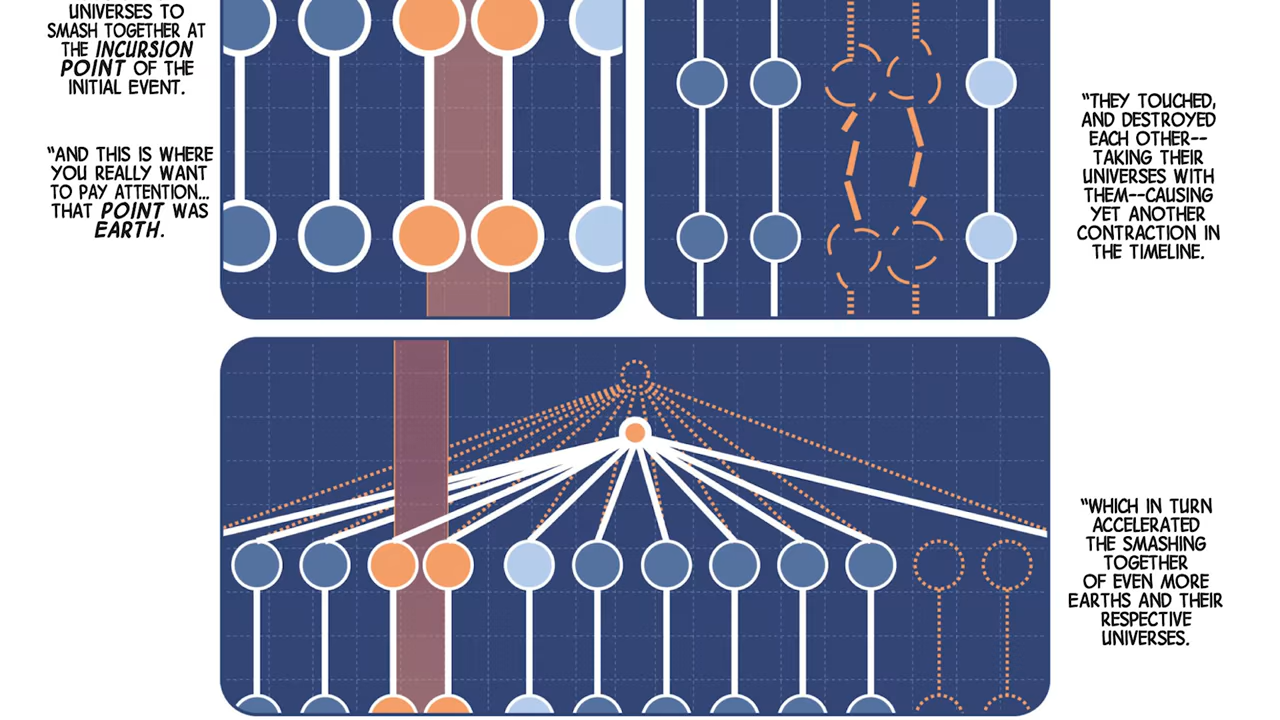 UNIVERSES TO
SMASH TOGETHER AT
THE INCURSION
POINT OF THE
INITIAL EVENT.
"AND THIS IS WHERE
YOU REALLY WANT
TO PAY ATTENTION...
THAT POINT WAS
EARTH.
"THEY TOUCHED,
AND DESTROYED
EACH OTHER--
TAKING THEIR
UNIVERSES WITH
THEM--CAUSING
YET ANOTHER
CONTRACTION IN
THE TIMELINE.
"WHICH IN TURN
ACCELERATED
THE SMASHING
TOGETHER
OF EVEN MORE
EARTHS AND THEIR
RESPECTIVE
UNIVERSES.